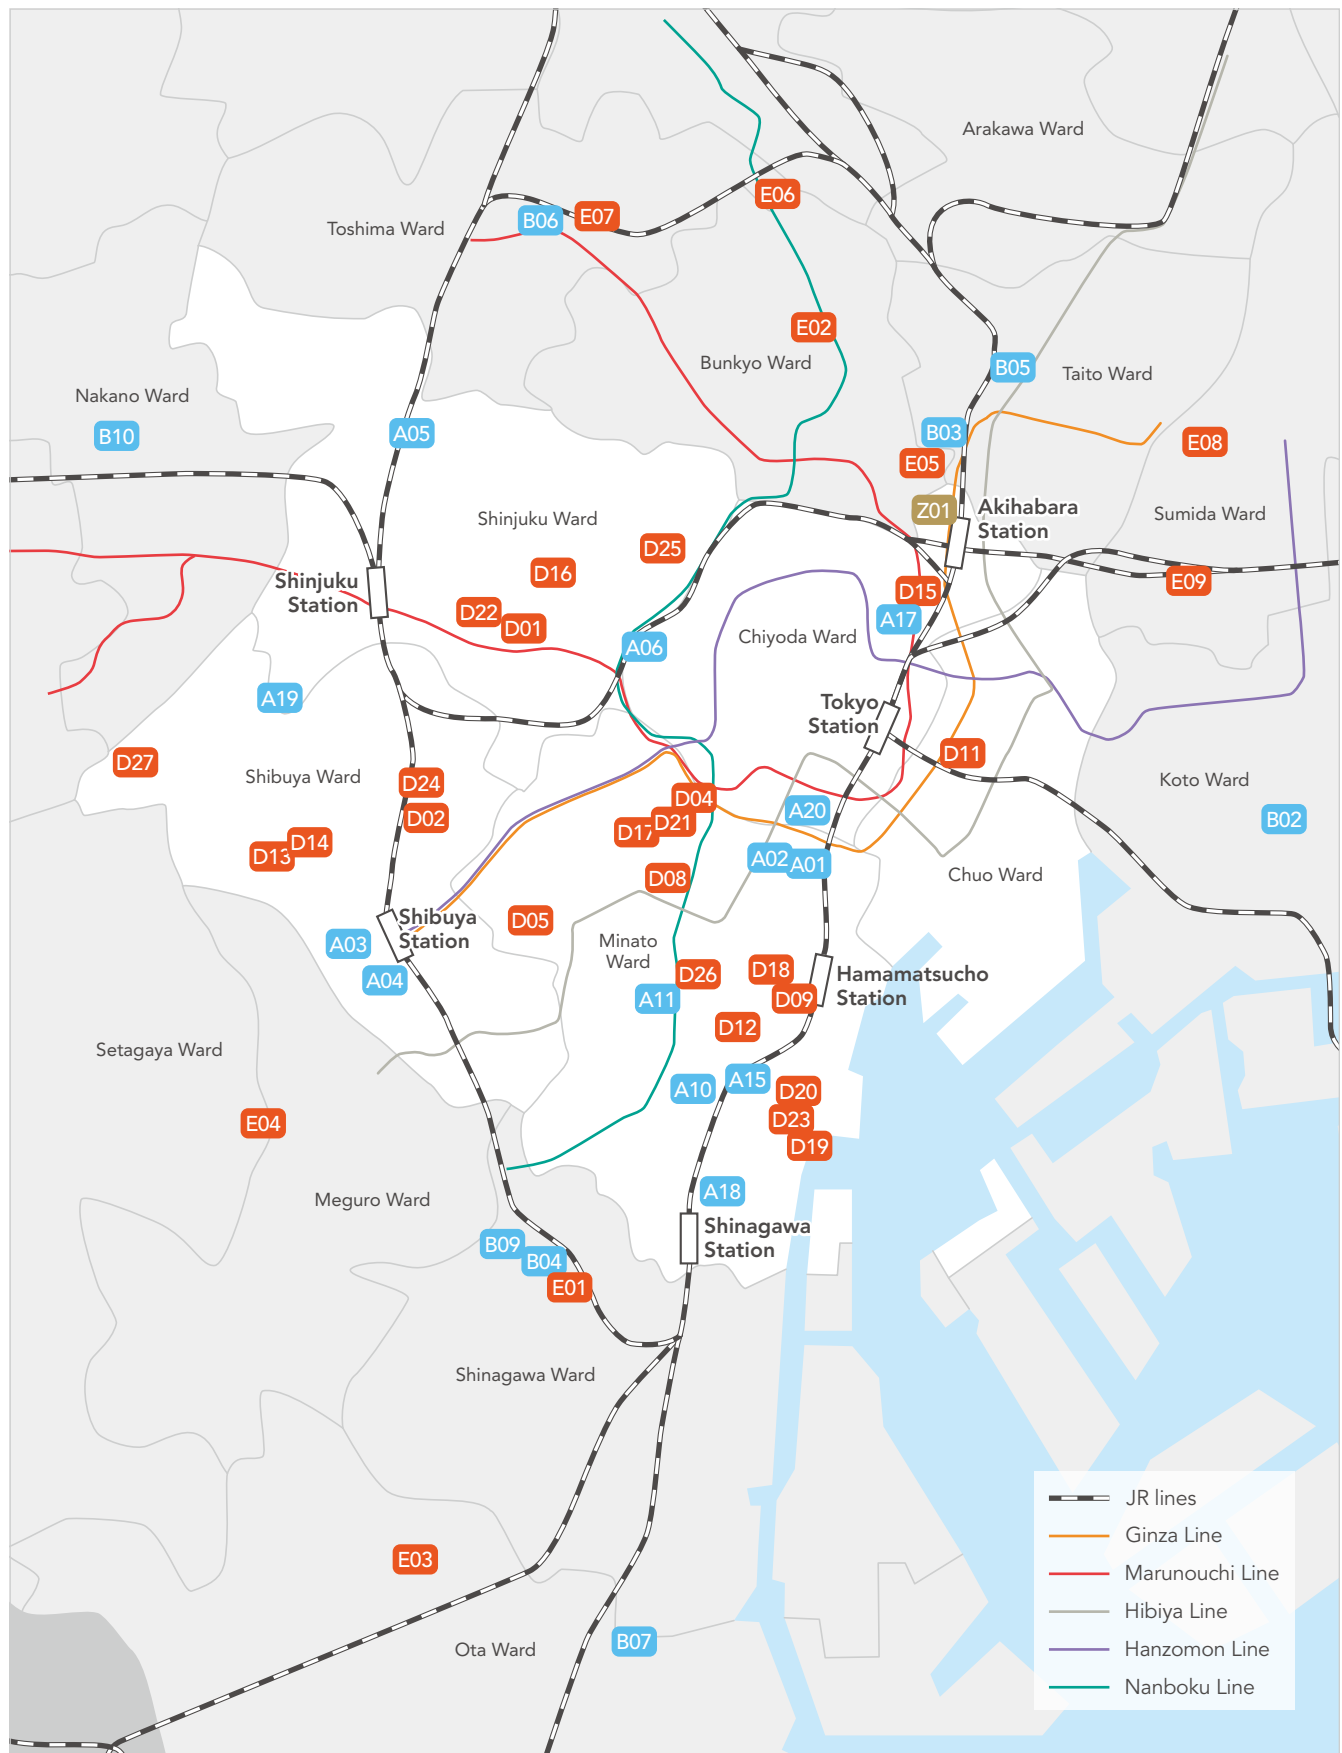 Arakawa Ward
E06
B06
E07
Toshima Ward
E02
Bunkyo Ward
B05
Taito Ward
Nakano Ward
B10
A05
B03
E08
E05
Z01
Akihabara
Station
Sumida Ward
Shinjuku Ward
D25
D16
Shinjuku
Station
E09
D15
D22
D01
A17
Chiyoda Ward
A06
A19
Tokyo
Station
D27
D11
Shibuya Ward
D24
Koto Ward
D04
A20
D02
D21
D17
B02
D14
D13
A02
A01
D08
Chuo Ward
D05
Shibuya
Station
A03
Minato
Ward
A04
D26
D18
Hamamatsucho
Station
A11
D09
D12
Setagaya Ward
A15
A10
D20
E04
D23
D19
Meguro Ward
A18
Shinagawa
Station
B09
B04
E01
Shinagawa Ward
JR lines
Ginza Line
E03
Marunouchi Line
Hibiya Line
Ota Ward
B07
Hanzomon Line
Nanboku Line